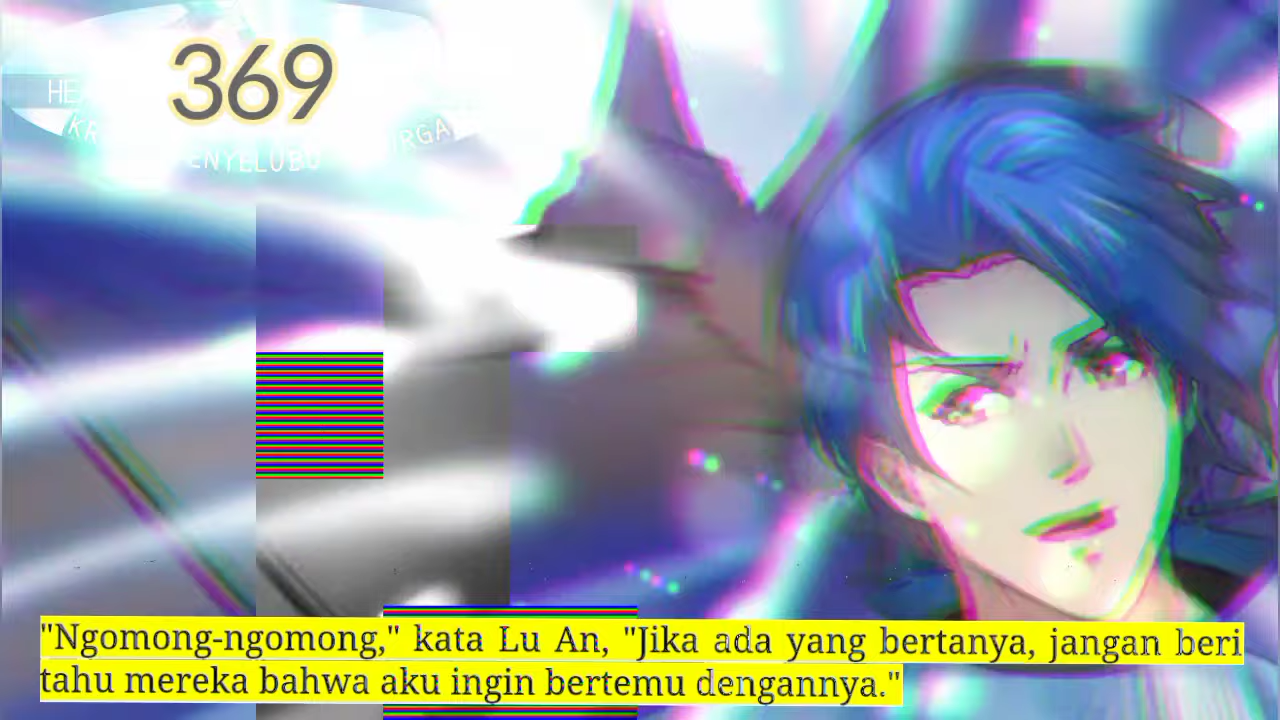 369
"Ngomong-ngomong," kata Lu An, "Jika ada yang bertanya, jangan beri
tahu mereka bahwa aku ingin bertemu dengannya."